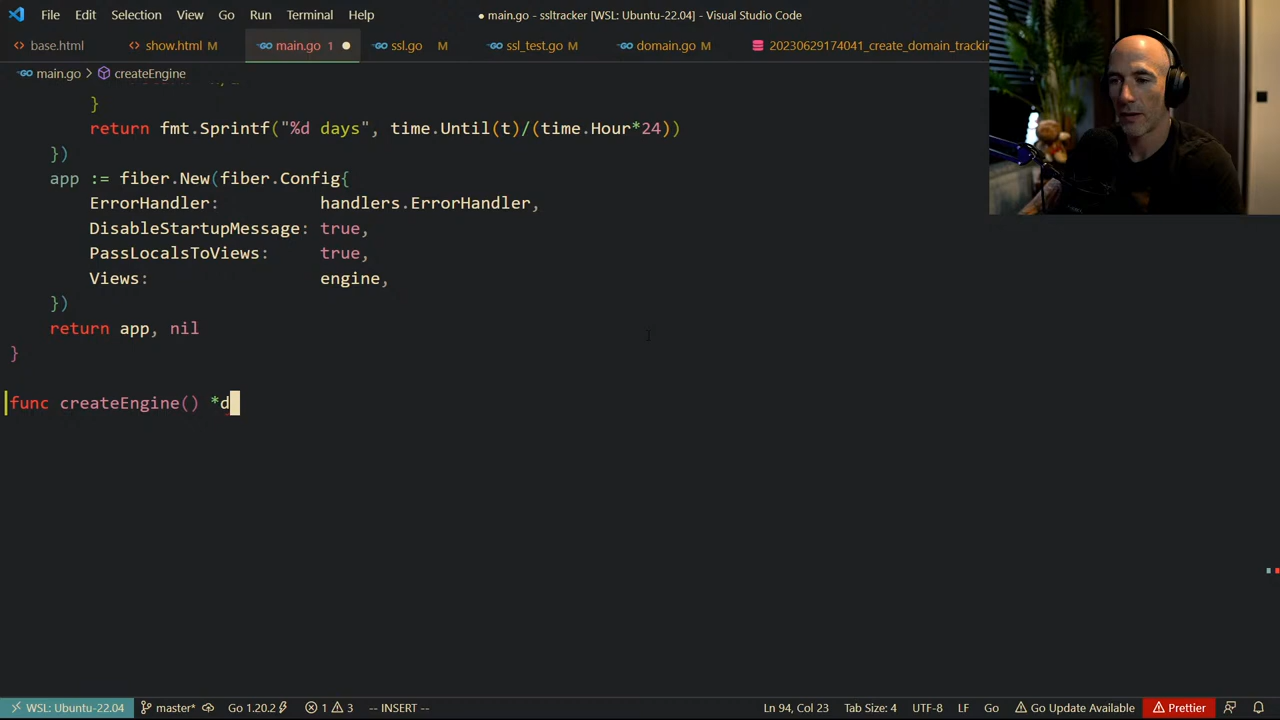 File Edit Selection View Go Run Terminal Help
● main.go - ssltracker [WSL: Ubuntu-22.04] - Visual Studio Code
<> base.html <> show.html M main.go 1 ● ssl.go M ssl_test.go M domain.go M 20230629174041_create_domain_trackin
main.go > createEngine
}
return fmt.Sprintf("%d days", time.Until(t)/(time.Hour*24))
})
app := fiber.New(fiber.Config{
ErrorHandler: handlers.ErrorHandler,
DisableStartupMessage: true,
PassLocalsToViews: true,
Views: engine,
})
return app, nil
}
func createEngine() *d
WSL: Ubuntu-22.04 master* Go 1.20.2 1 3 -- INSERT -- Ln 94, Col 23 Tab Size: 4 UTF-8 LF Go Go Update Available Prettier